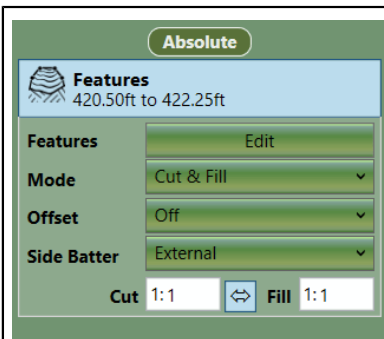 Absolute
Features
420.50ft to 422.25ft
Features Edit
Mode Cut & Fill
Offset Off
Side Batter External
Cut 1:1 Fill 1:1